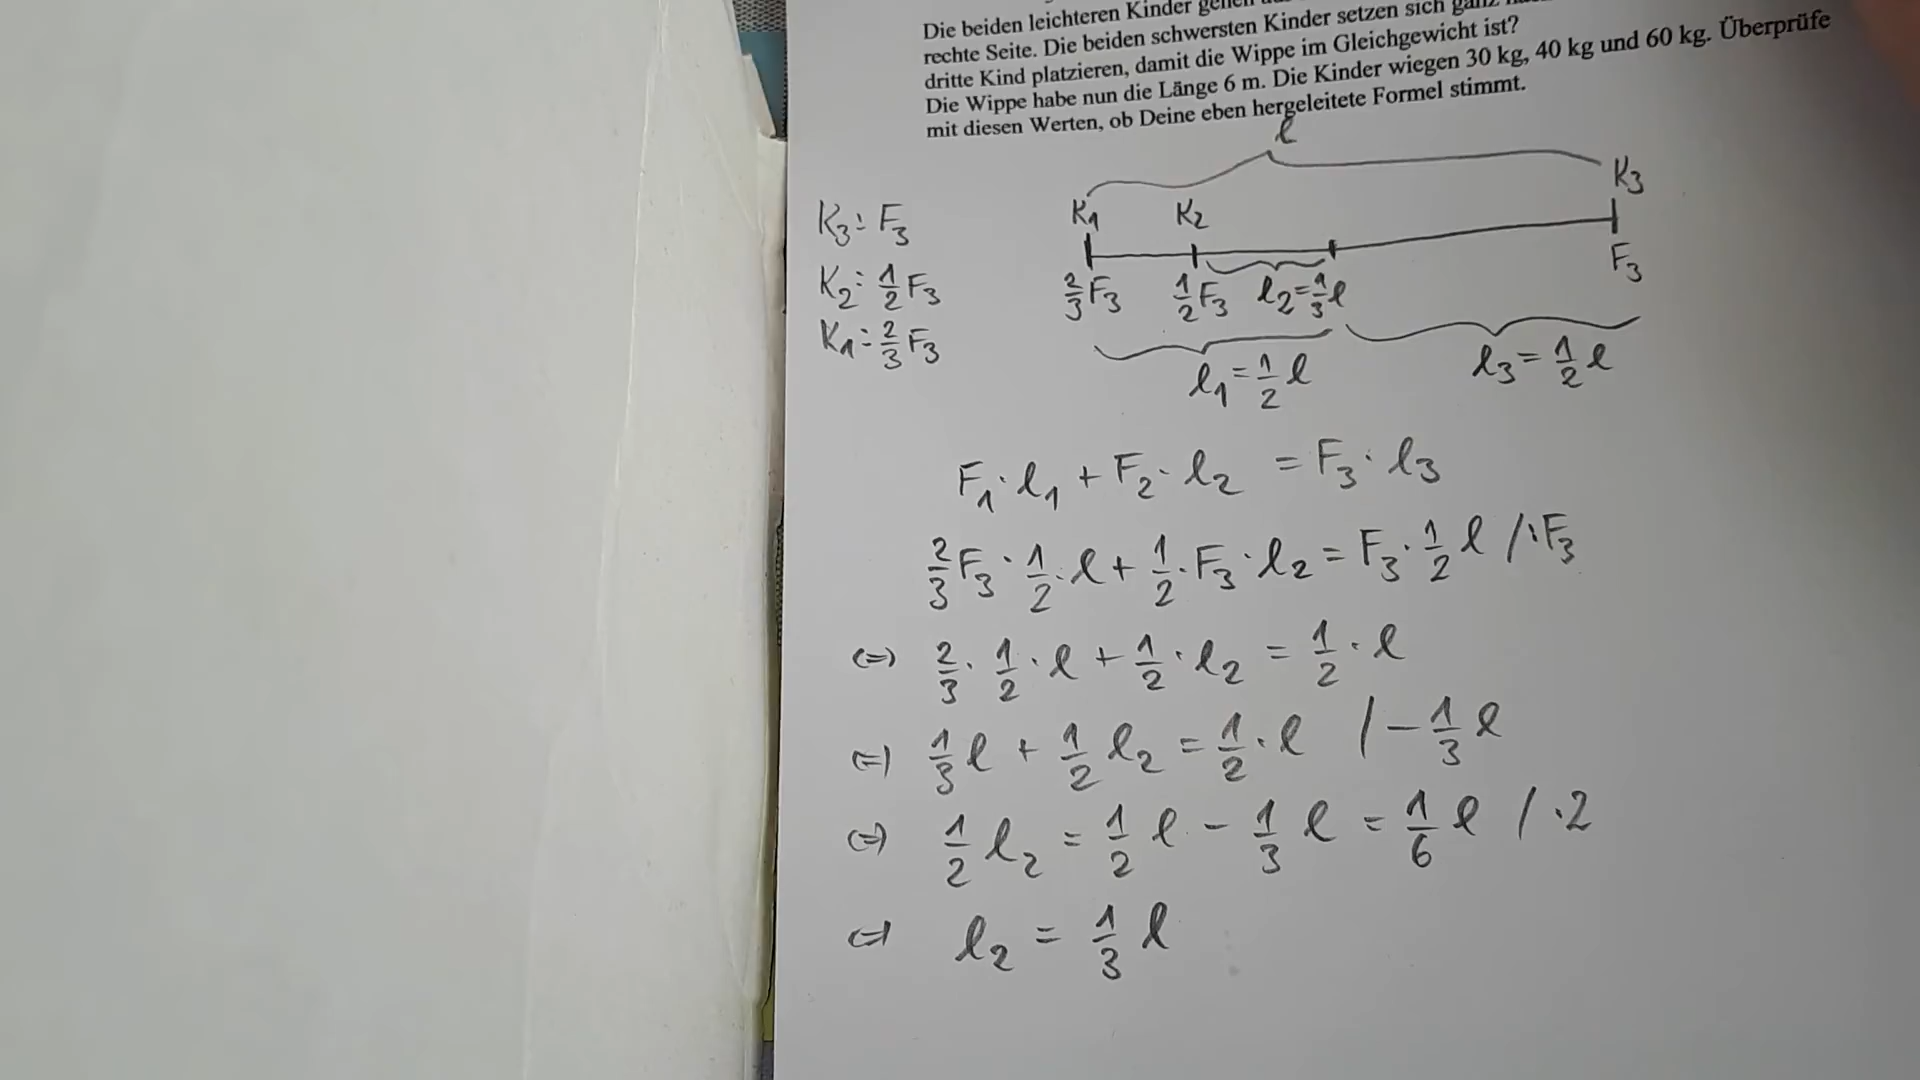 Die beiden leichteren Kinder gehen
rechte Seite. Die beiden schwersten Kinder setzen sich ganz
dritte Kind platzieren, damit die Wippe im Gleichgewicht ist?
Die Wippe habe nun die Länge 6 m. Die Kinder wiegen 30 kg, 40 kg und 60 kg. Überprüfe
mit diesen Werten, ob Deine eben hergeleitete Formel stimmt.
ℓ
K3: F3
K2: 1/2 F3
K1: 2/3 F3
K1 K2 K3
2/3 F3 1/2 F3 ℓ2=1/3 ℓ F3
ℓ1=1/2 ℓ ℓ3=1/2 ℓ
F1·ℓ1 + F2·ℓ2 = F3·ℓ3
2/3 F3·1/2·ℓ + 1/2·F3·ℓ2 = F3·1/2 ℓ /:F3
(=) 2/3·1/2·ℓ + 1/2·ℓ2 = 1/2·ℓ
(=) 1/3 ℓ + 1/2 ℓ2 = 1/2·ℓ /-1/3 ℓ
(=) 1/2 ℓ2 = 1/2 ℓ - 1/3 ℓ = 1/6 ℓ /·2
(=) ℓ2 = 1/3 ℓ